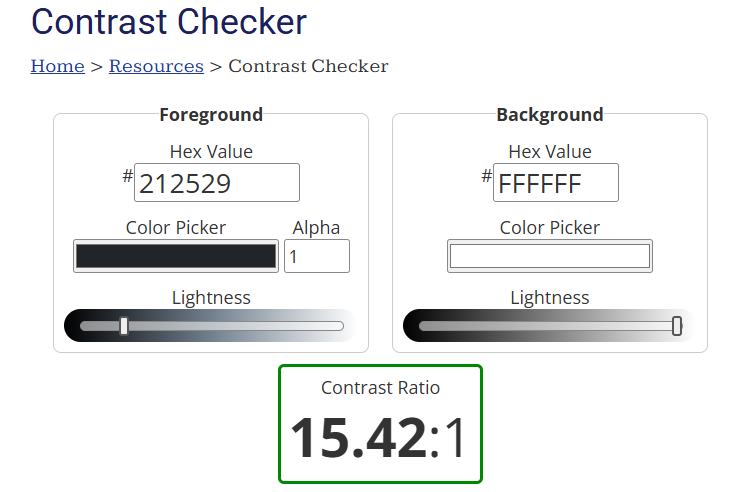 Contrast Checker
Home > Resources > Contrast Checker
Foreground
Hex Value
# 212529
Color Picker Alpha
1
Lightness
Background
Hex Value
# FFFFFF
Color Picker
Lightness
Contrast Ratio
15.42:1